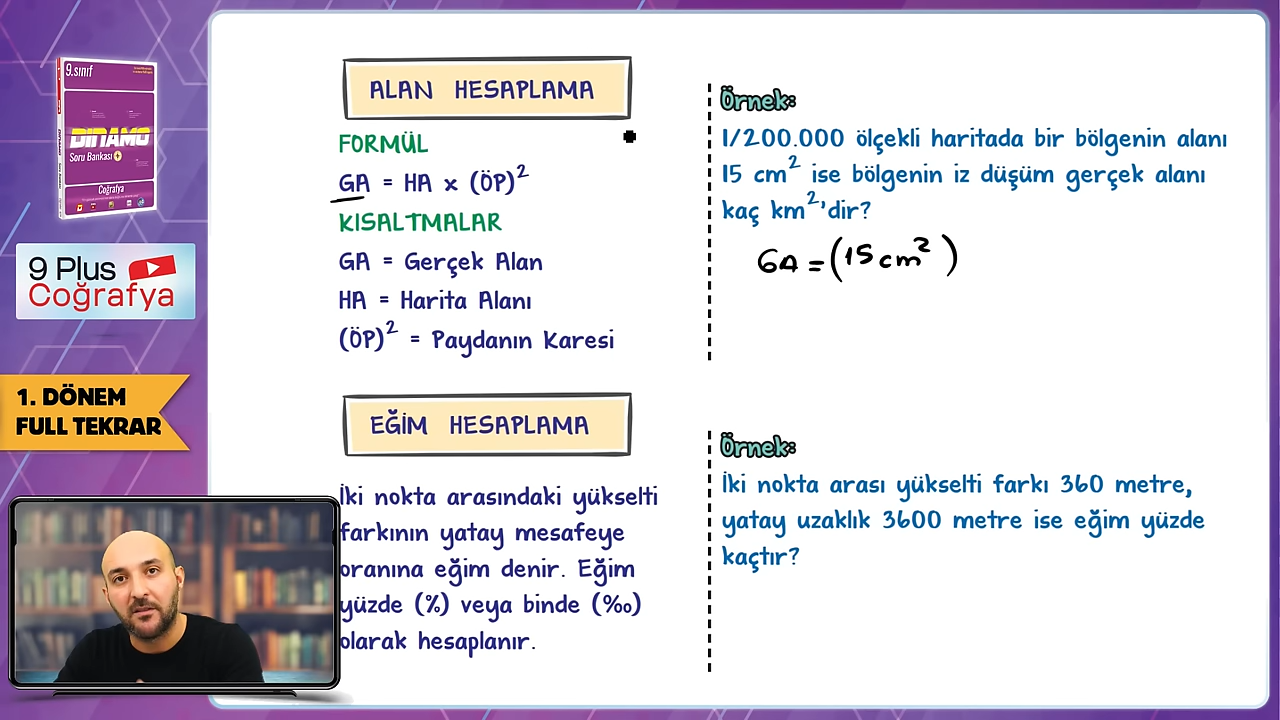 9.sınıf
DINAMO
Soru Bankası
Coğrafya
9 Plus
Coğrafya
1. DÖNEM
FULL TEKRAR
ALAN HESAPLAMA
FORMÜL
GA = HA x (ÖP)²
KISALTMALAR
GA = Gerçek Alan
HA = Harita Alanı
(ÖP)² = Paydanın Karesi
EĞİM HESAPLAMA
İki nokta arasındaki yükselti
farkının yatay mesafeye
oranına eğim denir. Eğim
yüzde (%) veya binde (‰)
olarak hesaplanır.
Örnek:
1/200.000 ölçekli haritada bir bölgenin alanı
15 cm² ise bölgenin iz düşüm gerçek alanı
kaç km²'dir?
GA = (15 cm² )
Örnek:
İki nokta arası yükselti farkı 360 metre,
yatay uzaklık 3600 metre ise eğim yüzde
kaçtır?